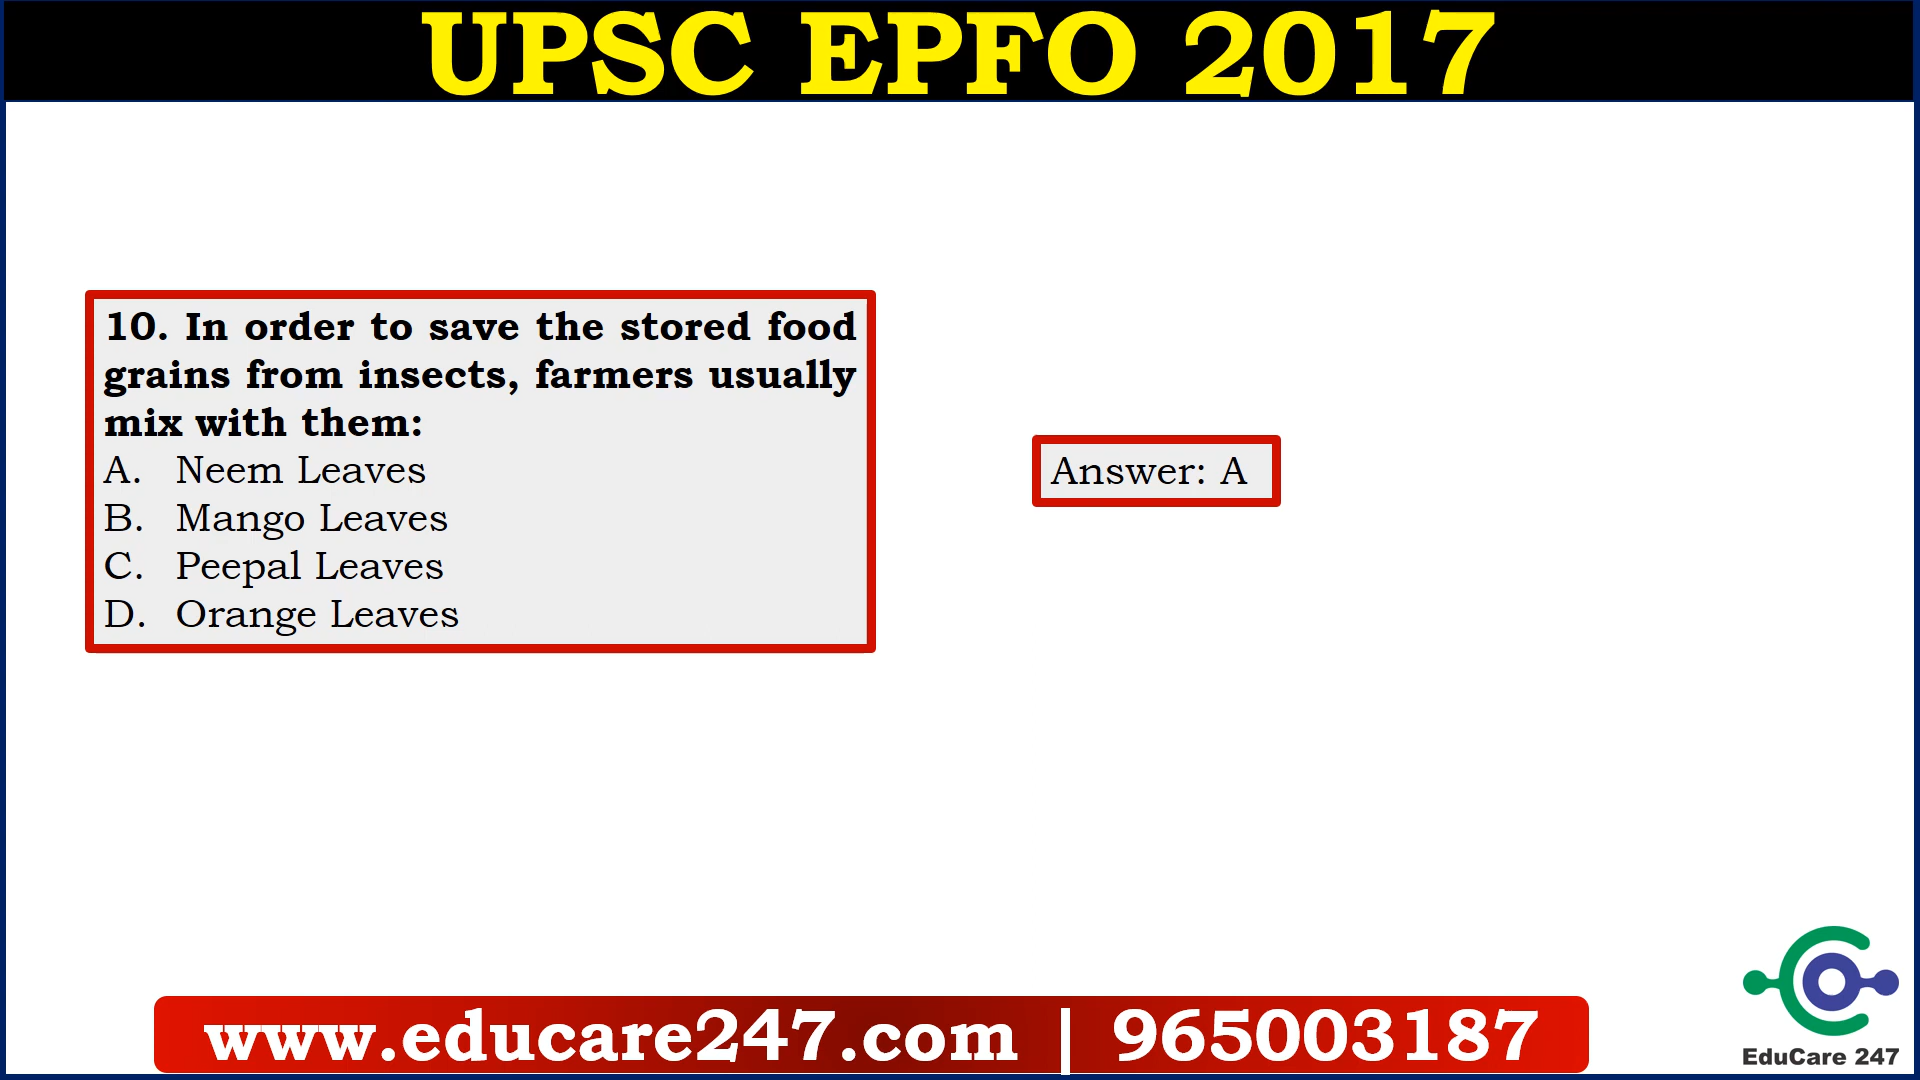 UPSC EPFO 2017
10. In order to save the stored food
grains from insects, farmers usually
mix with them:
A. Neem Leaves
B. Mango Leaves
C. Peepal Leaves
D. Orange Leaves
Answer: A
www.educare247.com | 965003187
EduCare 247